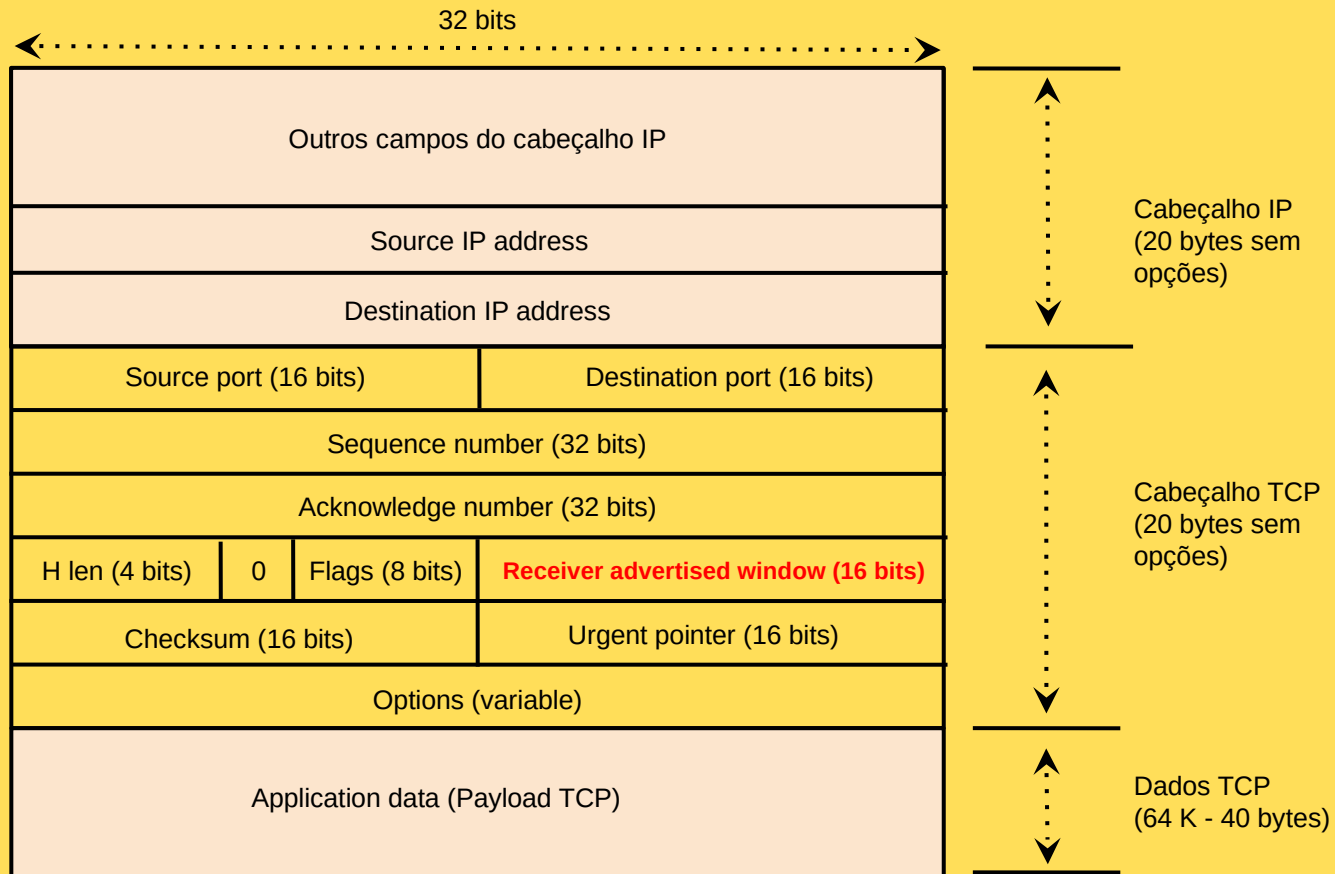 32 bits
Outros campos do cabeçalho IP
Source IP address
Destination IP address
Cabeçalho IP
(20 bytes sem
opções)
Source port (16 bits)
Destination port (16 bits)
Sequence number (32 bits)
Acknowledge number (32 bits)
H len (4 bits)
0
Flags (8 bits)
Receiver advertised window (16 bits)
Checksum (16 bits)
Urgent pointer (16 bits)
Options (variable)
Cabeçalho TCP
(20 bytes sem
opções)
Application data (Payload TCP)
Dados TCP
(64 K - 40 bytes)